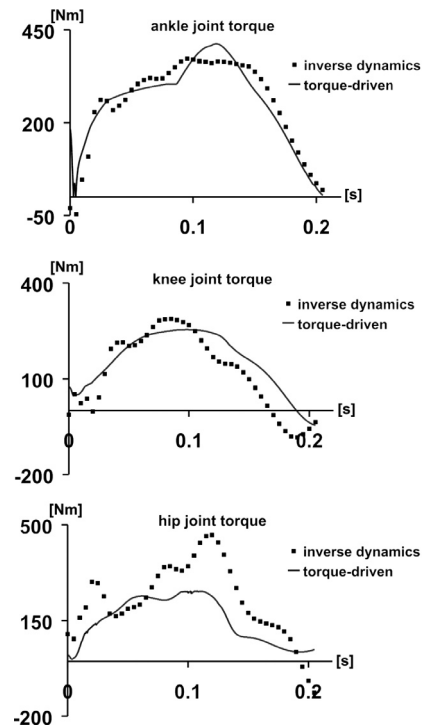 [Nm]
450
ankle joint torque
inverse dynamics
torque-driven
200
[s]
-50
0
0.1
0.2
[Nm]
400
knee joint torque
inverse dynamics
torque-driven
100
[s]
0
0.1
0.2
-200
[Nm]
500
hip joint torque
inverse dynamics
torque-driven
150
[s]
0
0.1
0.2
-200